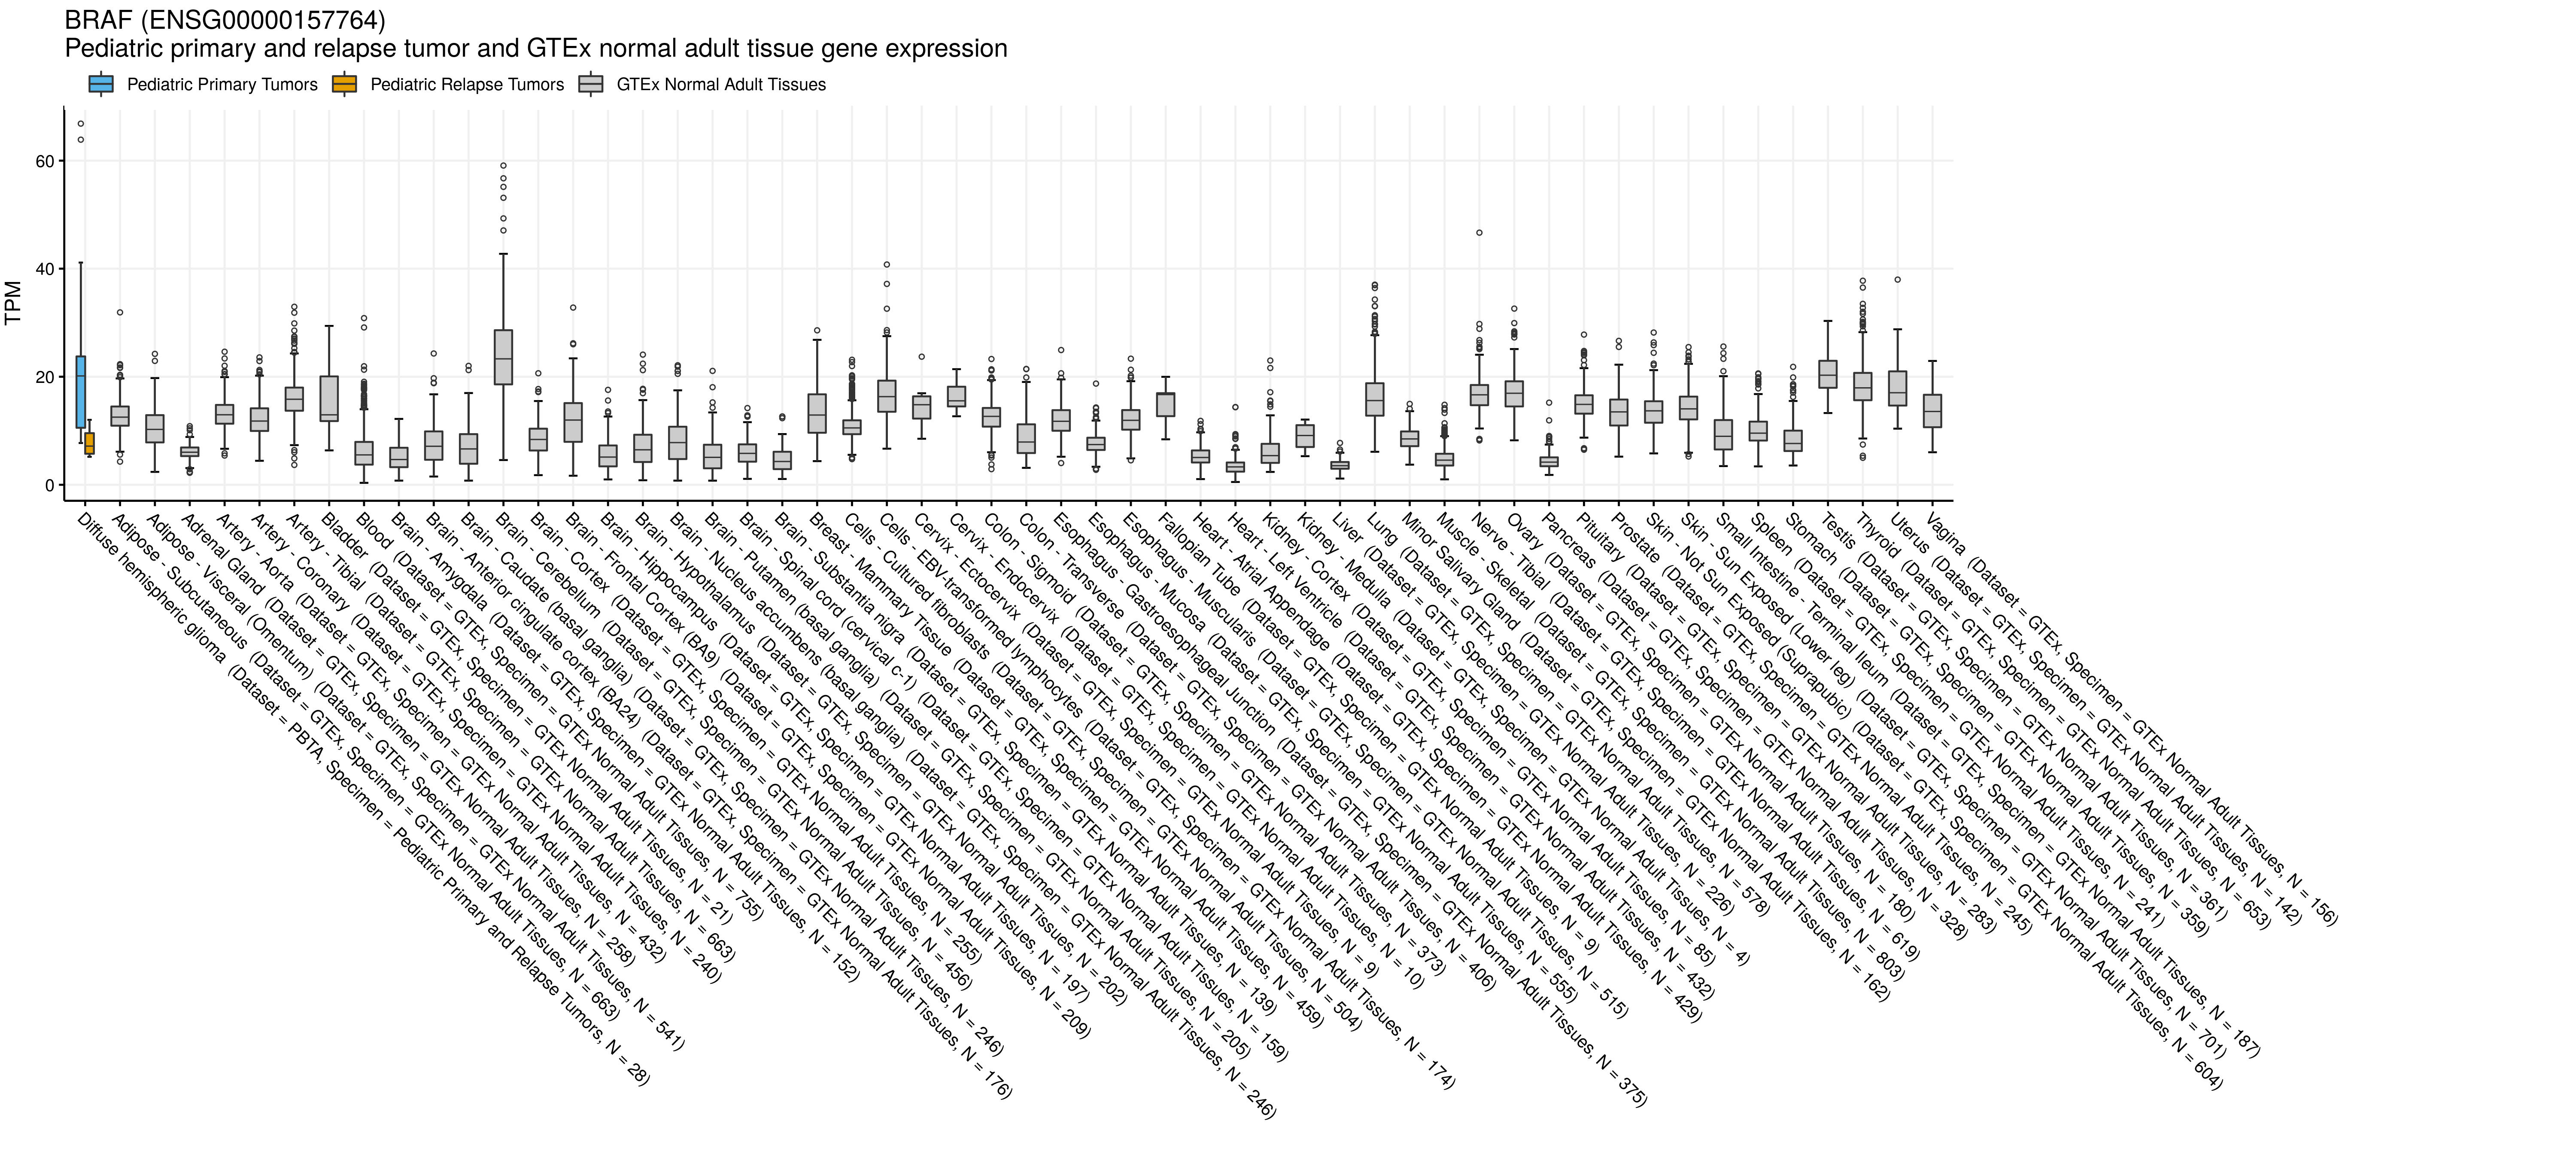 BRAF (ENSG00000157764)
Pediatric primary and relapse tumor and GTEx normal adult tissue gene expression
Pediatric Primary Tumors
Pediatric Relapse Tumors
GTEx Normal Adult Tissues
TPM
60
40
20
0
Diffuse hemispheric glioma (Dataset = PBTA, Specimen = Pediatric Primary and Relapse Tumors, N = 28)
Adipose - Subcutaneous (Dataset = GTEx, Specimen = GTEx Normal Adult Tissues, N = 663)
Adipose - Visceral (Omentum) (Dataset = GTEx, Specimen = GTEx Normal Adult Tissues, N = 541)
Adrenal Gland (Dataset = GTEx, Specimen = GTEx Normal Adult Tissues, N = 258)
Artery - Aorta (Dataset = GTEx, Specimen = GTEx Normal Adult Tissues, N = 432)
Artery - Coronary (Dataset = GTEx, Specimen = GTEx Normal Adult Tissues, N = 240)
Artery - Tibial (Dataset = GTEx, Specimen = GTEx Normal Adult Tissues, N = 663)
Bladder (Dataset = GTEx, Specimen = GTEx Normal Adult Tissues, N = 21)
Blood (Dataset = GTEx, Specimen = GTEx Normal Adult Tissues, N = 755)
Brain - Amygdala (Dataset = GTEx, Specimen = GTEx Normal Adult Tissues, N = 152)
Brain - Anterior cingulate cortex (BA24) (Dataset = GTEx, Specimen = GTEx Normal Adult Tissues, N = 176)
Brain - Caudate (basal ganglia) (Dataset = GTEx, Specimen = GTEx Normal Adult Tissues, N = 246)
Brain - Cerebellum (Dataset = GTEx, Specimen = GTEx Normal Adult Tissues, N = 456)
Brain - Cortex (Dataset = GTEx, Specimen = GTEx Normal Adult Tissues, N = 255)
Brain - Frontal Cortex (BA9) (Dataset = GTEx, Specimen = GTEx Normal Adult Tissues, N = 209)
Brain - Hippocampus (Dataset = GTEx, Specimen = GTEx Normal Adult Tissues, N = 197)
Brain - Hypothalamus (Dataset = GTEx, Specimen = GTEx Normal Adult Tissues, N = 202)
Brain - Nucleus accumbens (basal ganglia) (Dataset = GTEx, Specimen = GTEx Normal Adult Tissues, N = 246)
Brain - Putamen (basal ganglia) (Dataset = GTEx, Specimen = GTEx Normal Adult Tissues, N = 205)
Brain - Spinal cord (cervical c-1) (Dataset = GTEx, Specimen = GTEx Normal Adult Tissues, N = 159)
Brain - Substantia nigra (Dataset = GTEx, Specimen = GTEx Normal Adult Tissues, N = 139)
Breast - Mammary Tissue (Dataset = GTEx, Specimen = GTEx Normal Adult Tissues, N = 459)
Cells - Cultured fibroblasts (Dataset = GTEx, Specimen = GTEx Normal Adult Tissues, N = 504)
Cells - EBV-transformed lymphocytes (Dataset = GTEx, Specimen = GTEx Normal Adult Tissues, N = 174)
Cervix - Ectocervix (Dataset = GTEx, Specimen = GTEx Normal Adult Tissues, N = 9)
Cervix - Endocervix (Dataset = GTEx, Specimen = GTEx Normal Adult Tissues, N = 10)
Colon - Sigmoid (Dataset = GTEx, Specimen = GTEx Normal Adult Tissues, N = 373)
Colon - Transverse (Dataset = GTEx, Specimen = GTEx Normal Adult Tissues, N = 406)
Esophagus - Gastroesophageal Junction (Dataset = GTEx, Specimen = GTEx Normal Adult Tissues, N = 375)
Esophagus - Mucosa (Dataset = GTEx, Specimen = GTEx Normal Adult Tissues, N = 555)
Esophagus - Muscularis (Dataset = GTEx, Specimen = GTEx Normal Adult Tissues, N = 515)
Fallopian Tube (Dataset = GTEx, Specimen = GTEx Normal Adult Tissues, N = 9)
Heart - Atrial Appendage (Dataset = GTEx, Specimen = GTEx Normal Adult Tissues, N = 429)
Heart - Left Ventricle (Dataset = GTEx, Specimen = GTEx Normal Adult Tissues, N = 432)
Kidney - Cortex (Dataset = GTEx, Specimen = GTEx Normal Adult Tissues, N = 85)
Kidney - Medulla (Dataset = GTEx, Specimen = GTEx Normal Adult Tissues, N = 4)
Liver (Dataset = GTEx, Specimen = GTEx Normal Adult Tissues, N = 226)
Lung (Dataset = GTEx, Specimen = GTEx Normal Adult Tissues, N = 578)
Minor Salivary Gland (Dataset = GTEx, Specimen = GTEx Normal Adult Tissues, N = 162)
Muscle - Skeletal (Dataset = GTEx, Specimen = GTEx Normal Adult Tissues, N = 803)
Nerve - Tibial (Dataset = GTEx, Specimen = GTEx Normal Adult Tissues, N = 619)
Ovary (Dataset = GTEx, Specimen = GTEx Normal Adult Tissues, N = 180)
Pancreas (Dataset = GTEx, Specimen = GTEx Normal Adult Tissues, N = 328)
Pituitary (Dataset = GTEx, Specimen = GTEx Normal Adult Tissues, N = 283)
Prostate (Dataset = GTEx, Specimen = GTEx Normal Adult Tissues, N = 245)
Skin - Not Sun Exposed (Suprapubic) (Dataset = GTEx, Specimen = GTEx Normal Adult Tissues, N = 604)
Skin - Sun Exposed (Lower leg) (Dataset = GTEx, Specimen = GTEx Normal Adult Tissues, N = 701)
Small Intestine - Terminal Ileum (Dataset = GTEx, Specimen = GTEx Normal Adult Tissues, N = 187)
Spleen (Dataset = GTEx, Specimen = GTEx Normal Adult Tissues, N = 241)
Stomach (Dataset = GTEx, Specimen = GTEx Normal Adult Tissues, N = 359)
Testis (Dataset = GTEx, Specimen = GTEx Normal Adult Tissues, N = 361)
Thyroid (Dataset = GTEx, Specimen = GTEx Normal Adult Tissues, N = 653)
Uterus (Dataset = GTEx, Specimen = GTEx Normal Adult Tissues, N = 142)
Vagina (Dataset = GTEx, Specimen = GTEx Normal Adult Tissues, N = 156)